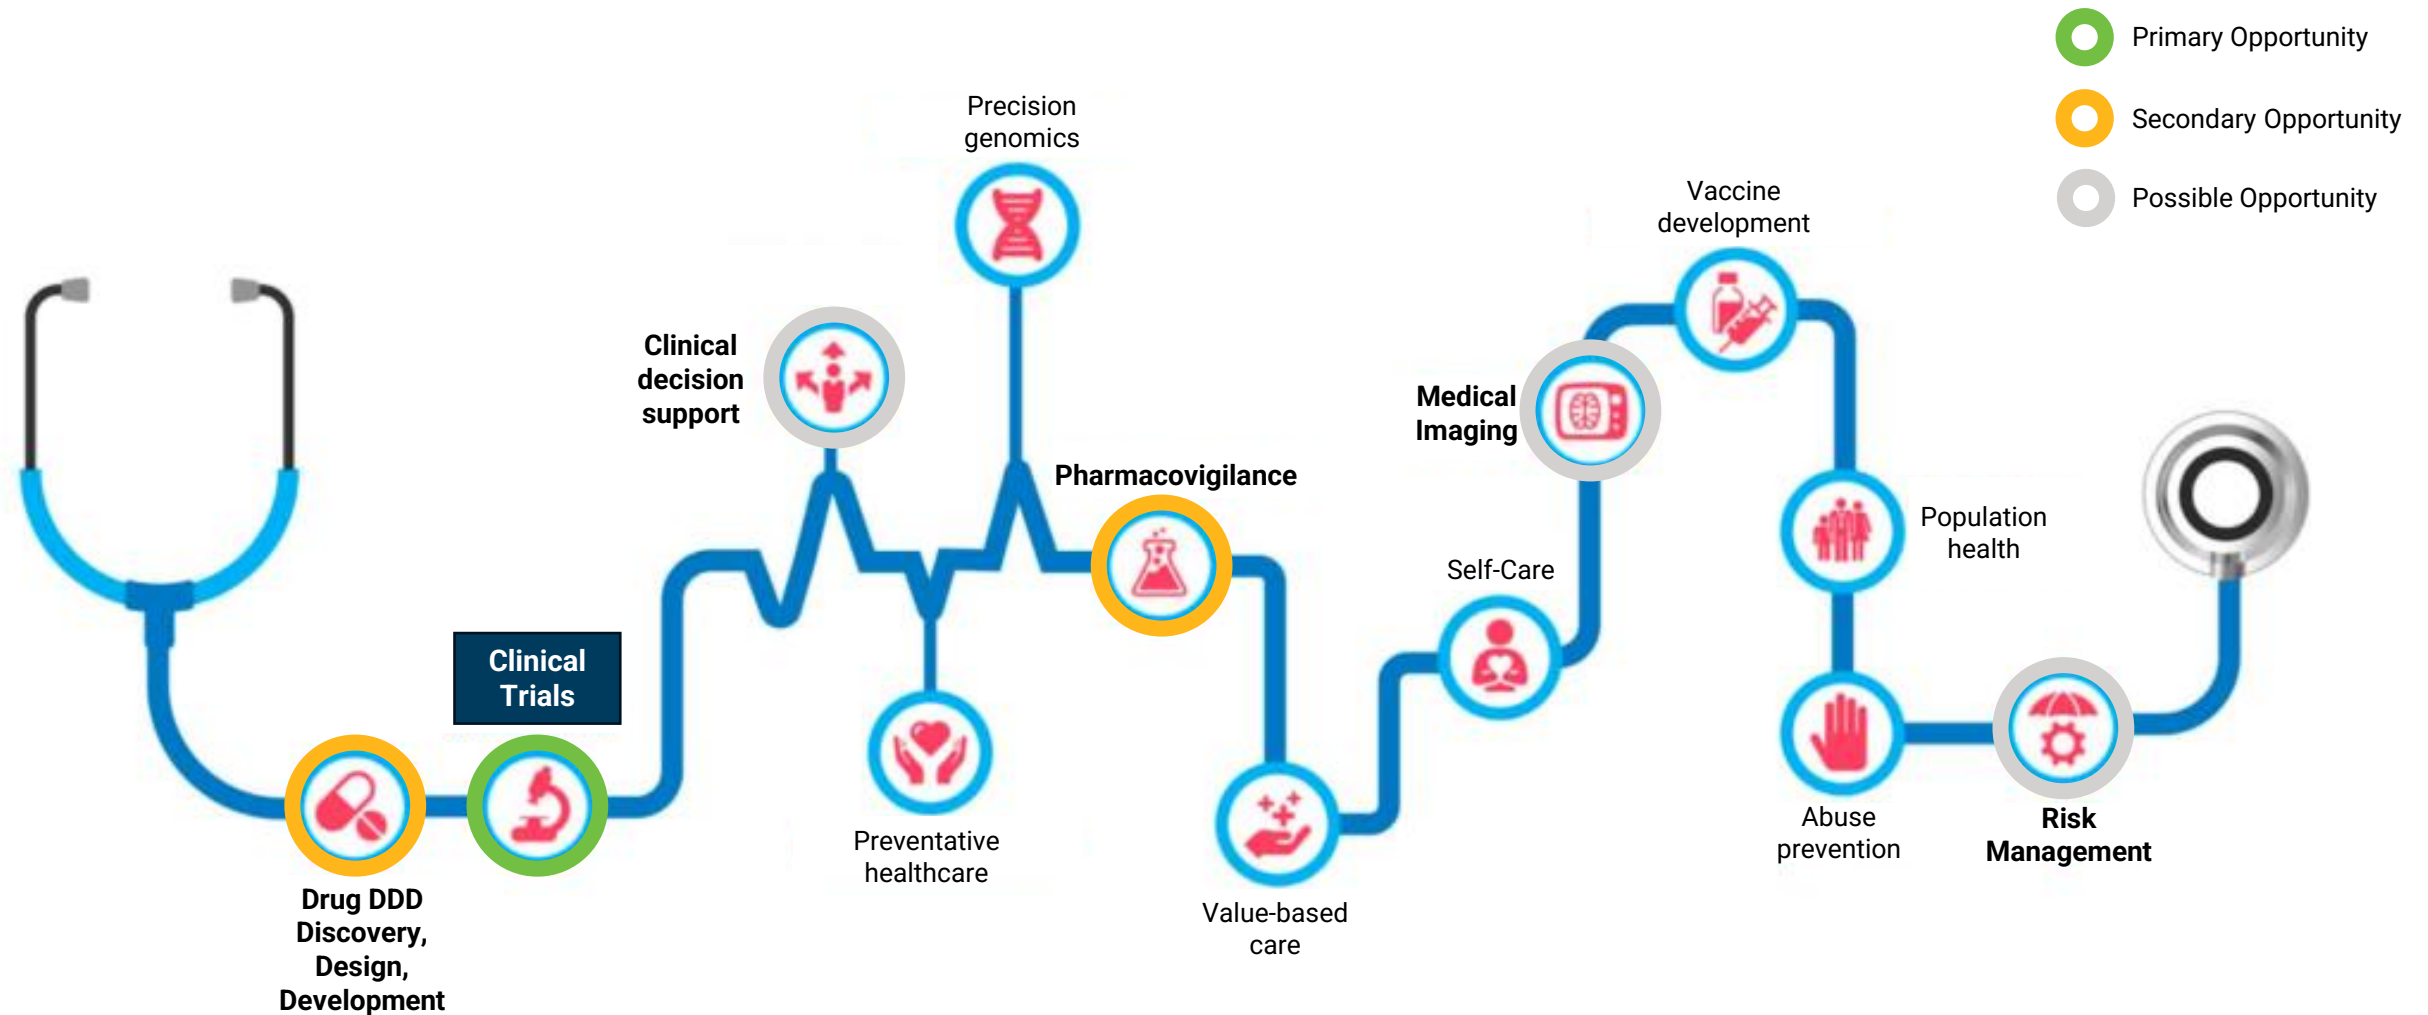 Primary Opportunity
Secondary Opportunity
Possible Opportunity
Precision
genomics
Vaccine
development
Clinical
decision
support
Medical
Imaging
Pharmacovigilance
Population
health
Self-Care
Clinical
Trials
Preventative
healthcare
Abuse
prevention
Risk
Management
Value-based
care
Drug DDD
Discovery,
Design,
Development